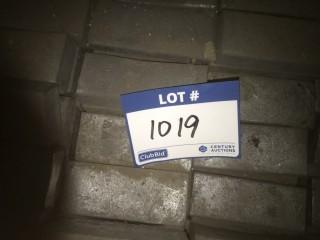 LOT #
1019
ClubBid
CENTURY
AUCTIONS